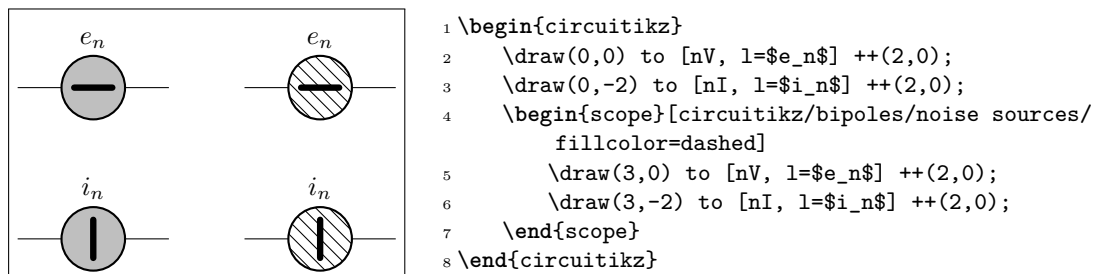 e_n e_n
i_n i_n
1 \begin{circuitikz}
2 \draw(0,0) to [nV, l=$e_n$] ++(2,0);
3 \draw(0,-2) to [nI, l=$i_n$] ++(2,0);
4 \begin{scope}[circuitikz/bipoles/noise sources/
fillcolor=dashed]
5 \draw(3,0) to [nV, l=$e_n$] ++(2,0);
6 \draw(3,-2) to [nI, l=$i_n$] ++(2,0);
7 \end{scope}
8 \end{circuitikz}